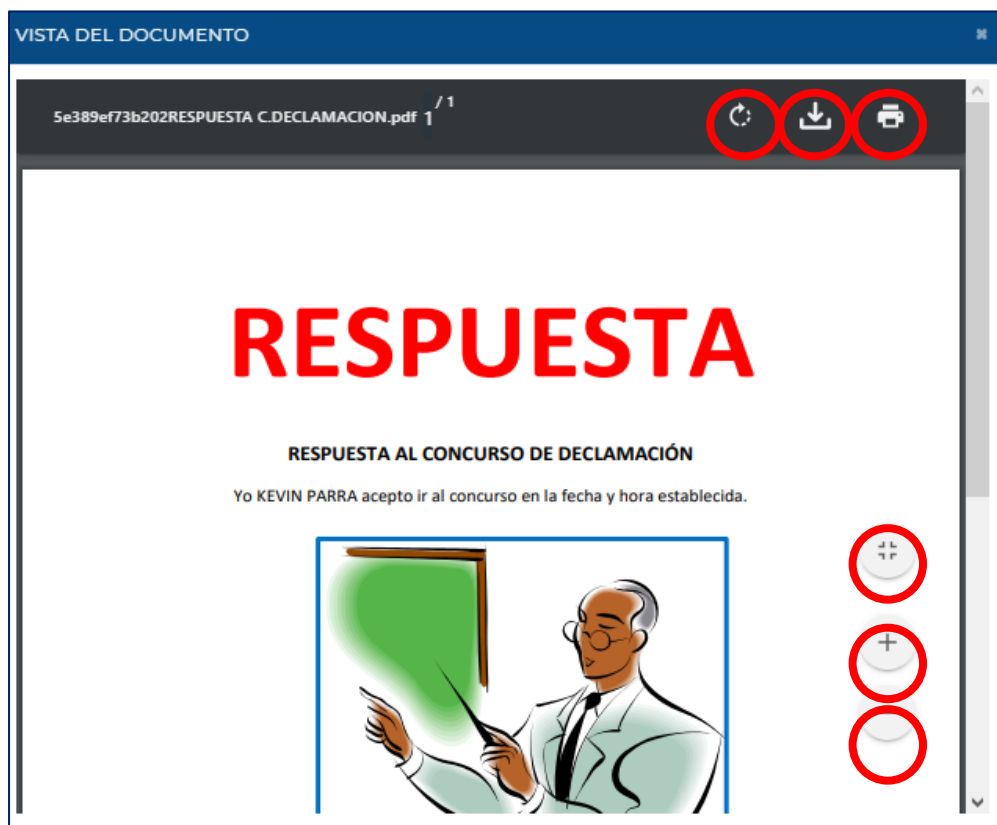 VISTA DEL DOCUMENTO
5e389ef73b202RESPUESTA C.DECLAMACION.pdf 1 / 1
RESPUESTA
RESPUESTA AL CONCURSO DE DECLAMACIÓN
Yo KEVIN PARRA acepto ir al concurso en la fecha y hora establecida.